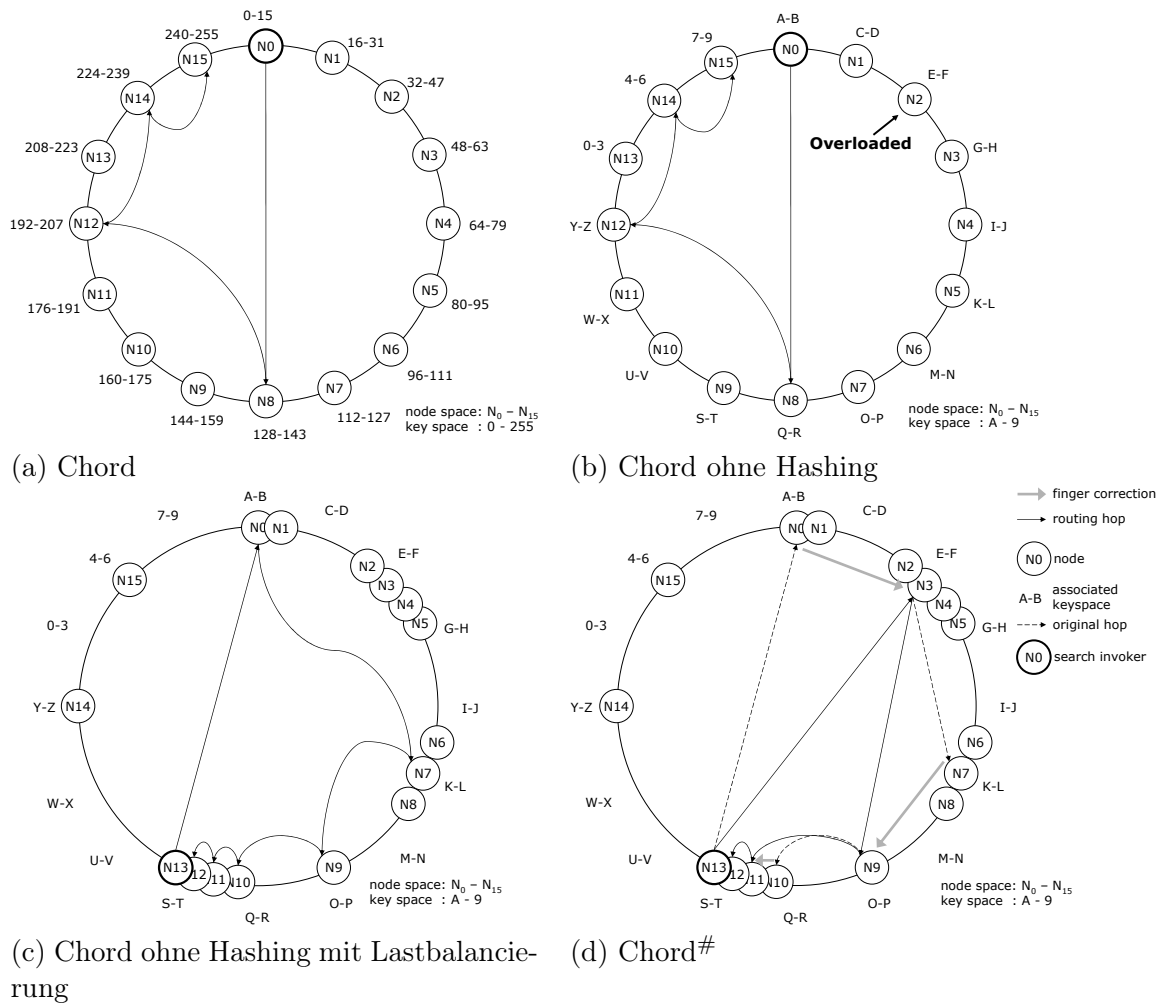 0-15
240-255
N0
16-31
N15
N1
224-239
32-47
N14
N2
208-223
N13
N3
48-63
192-207
N12
N4
64-79
176-191
N11
N5
80-95
N10
N6
160-175
96-111
N9
N8
N7
144-159
112-127
128-143
node space: N₀ – N₁₅
key space : 0 - 255
(a) Chord
A-B
7-9
N0
C-D
N15
N1
4-6
E-F
N14
N2
Overloaded
0-3
N13
N3
G-H
Y-Z
N12
N4
I-J
N11
N5
K-L
W-X
N10
N6
U-V
M-N
N9
N8
N7
S-T
O-P
Q-R
node space: N₀ – N₁₅
key space : A - 9
(b) Chord ohne Hashing
A-B
7-9
C-D
N0
N1
4-6
E-F
N15
N2
N3
N4
0-3
N5
G-H
Y-Z
N14
I-J
N6
N7
K-L
W-X
N8
U-V
M-N
N13
12
11
N10
N9
S-T
O-P
Q-R
node space: N₀ – N₁₅
key space : A - 9
(c) Chord ohne Hashing mit Lastbalancie-
rung
A-B
7-9
C-D
N0
N1
4-6
E-F
N15
N2
N3
N4
0-3
N5
G-H
Y-Z
N14
I-J
N6
N7
K-L
W-X
N8
U-V
M-N
N13
12
11
N10
N9
S-T
O-P
Q-R
node space: N₀ – N₁₅
key space : A - 9
finger correction
routing hop
N0 node
A-B associated
keyspace
original hop
N0 search invoker
(d) Chord#